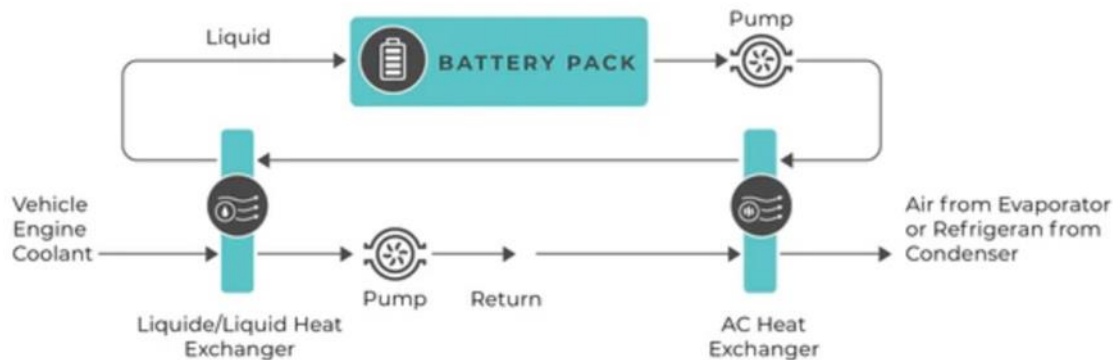 Liquid
BATTERY PACK
Pump
Vehicle
Engine
Coolant
Air from Evaporator
or Refrigeran from
Condenser
Pump
Return
Liquide/Liquid Heat
Exchanger
AC Heat
Exchanger